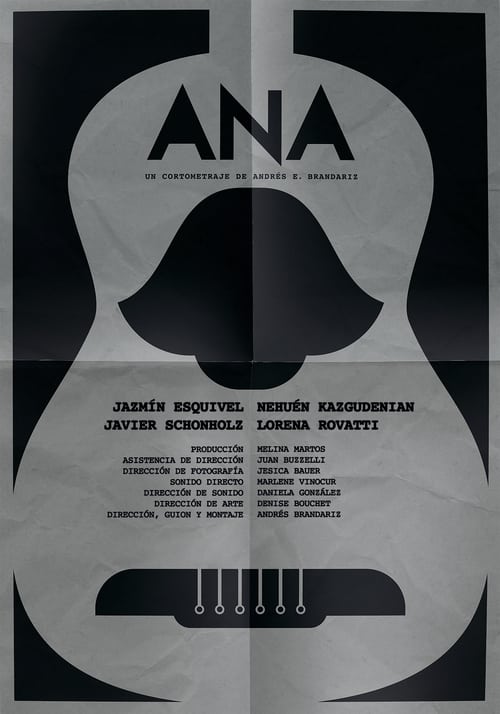 ANA
UN CORTOMETRAJE DE ANDRÉS E. BRANDARIZ
JAZMÍN ESQUIVEL NEHUÉN KAZGUDENIAN
JAVIER SCHONHOLZ LORENA ROVATTI
PRODUCCIÓN MELINA MARTOS
ASISTENCIA DE DIRECCIÓN JUAN BUZZELLI
DIRECCIÓN DE FOTOGRAFÍA JESICA BAUER
SONIDO DIRECTO MARLENE VINOCUR
DIRECCIÓN DE SONIDO DANIELA GONZÁLEZ
DIRECCIÓN DE ARTE DENISE BOUCHET
DIRECCIÓN, GUION Y MONTAJE ANDRÉS BRANDARIZ